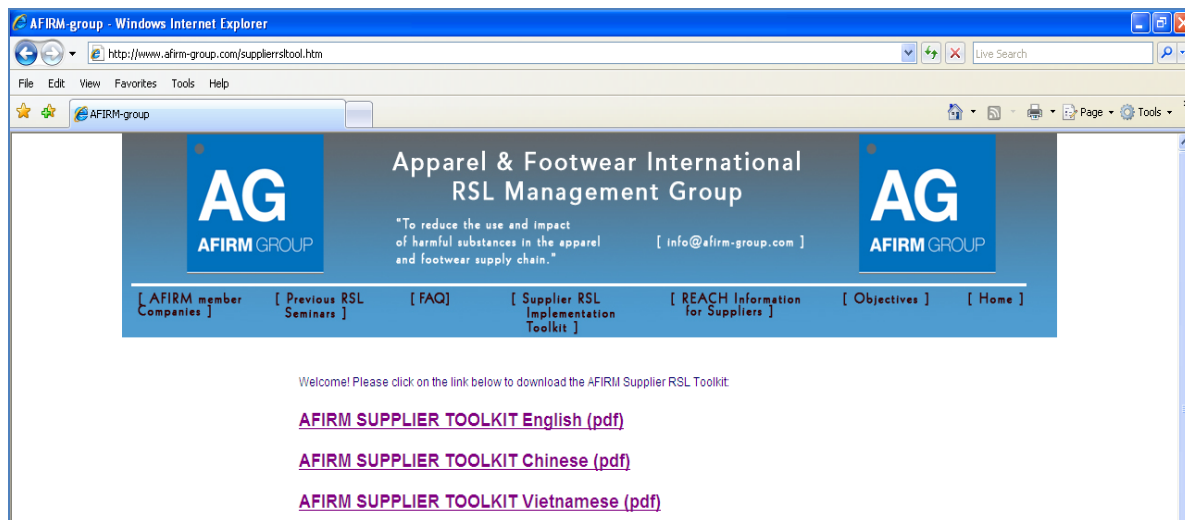 AFIRM-group - Windows Internet Explorer
http://www.afirm-group.com/supplierrsltool.htm
Live Search
File Edit View Favorites Tools Help
AFIRM-group
Page Tools
AG
AFIRM GROUP
Apparel & Footwear International
RSL Management Group
"To reduce the use and impact
of harmful substances in the apparel
and footwear supply chain."
[ info@afirm-group.com ]
AG
AFIRM GROUP
[ AFIRM member
Companies ]
[ Previous RSL
Seminars ]
[ FAQ]
[ Supplier RSL
Implementation
Toolkit ]
[ REACH Information
for Suppliers ]
[ Objectives ]
[ Home ]
Welcome! Please click on the link below to download the AFIRM Supplier RSL Toolkit:
AFIRM SUPPLIER TOOLKIT English (pdf)
AFIRM SUPPLIER TOOLKIT Chinese (pdf)
AFIRM SUPPLIER TOOLKIT Vietnamese (pdf)